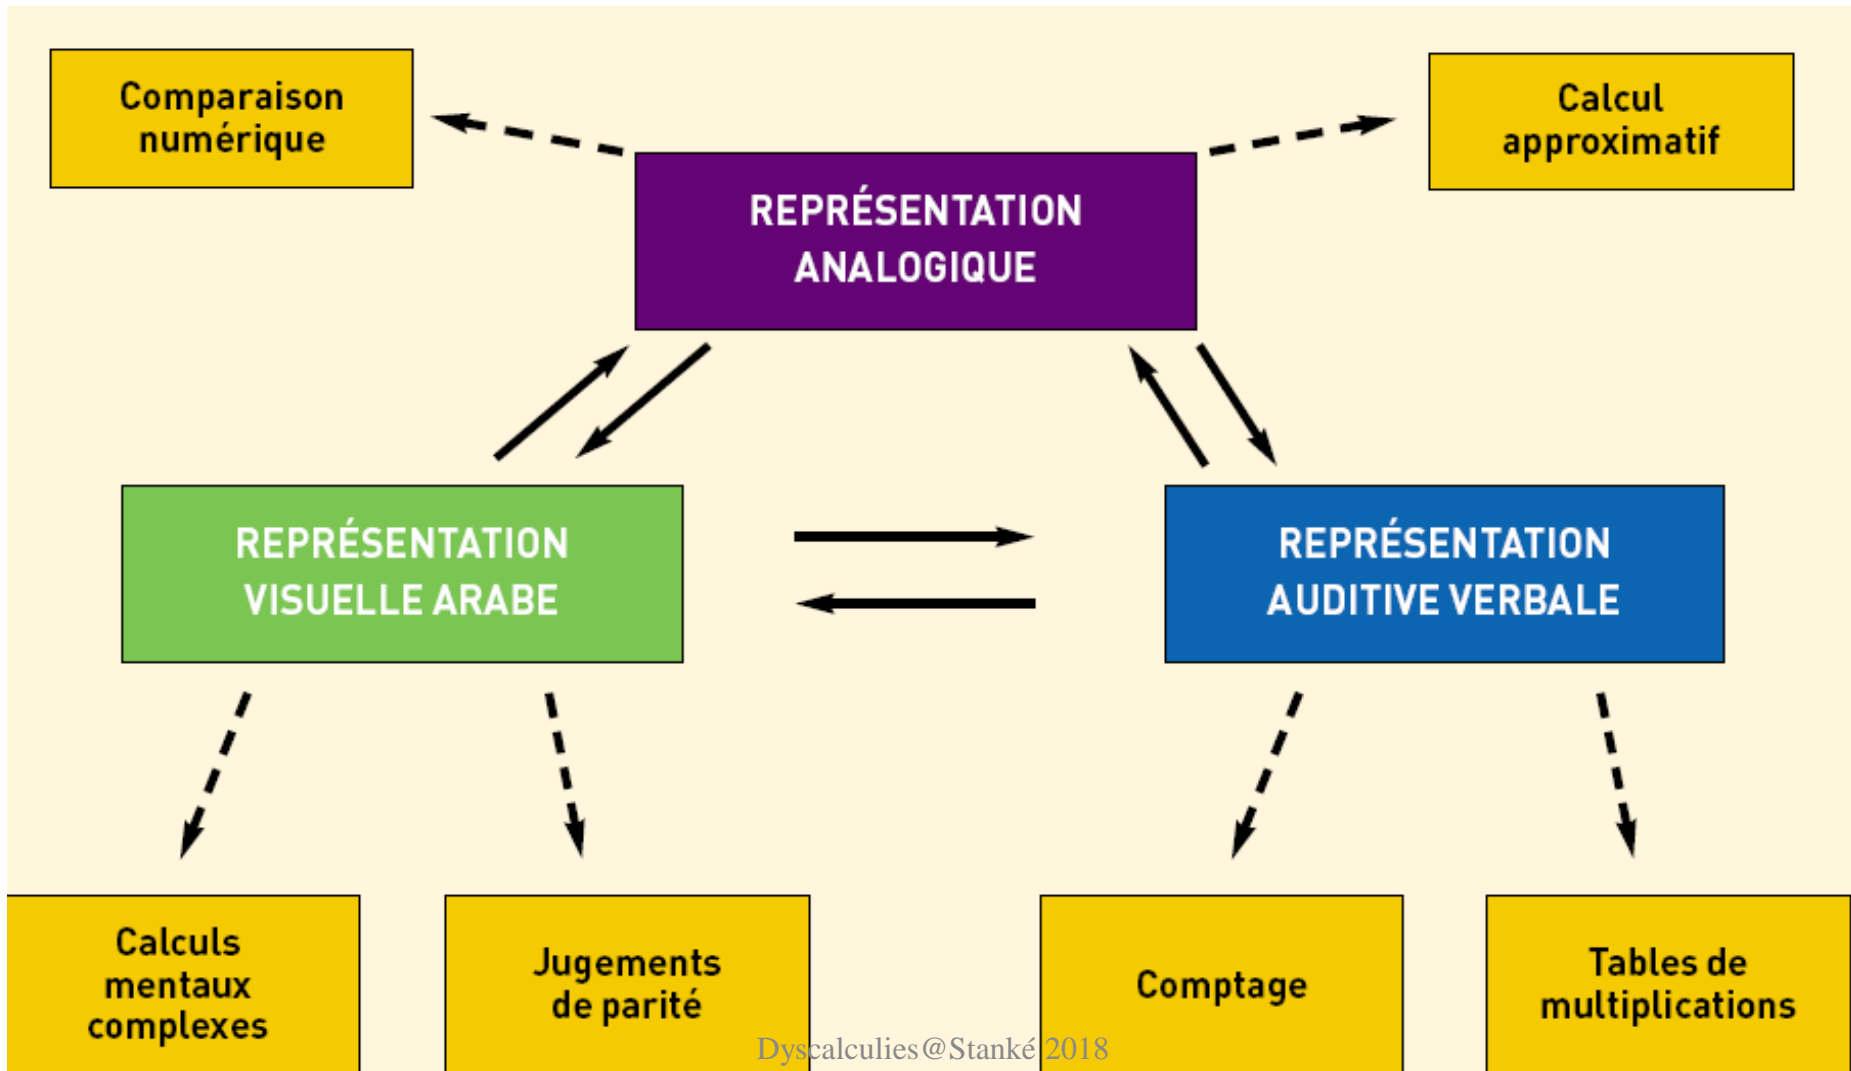 Comparaison
numérique
Calcul
approximatif
REPRÉSENTATION
ANALOGIQUE
REPRÉSENTATION
VISUELLE ARABE
REPRÉSENTATION
AUDITIVE VERBALE
Calculs
mentaux
complexes
Jugements
de parité
Comptage
Tables de
multiplications
Dyscalculies@Stanké 2018